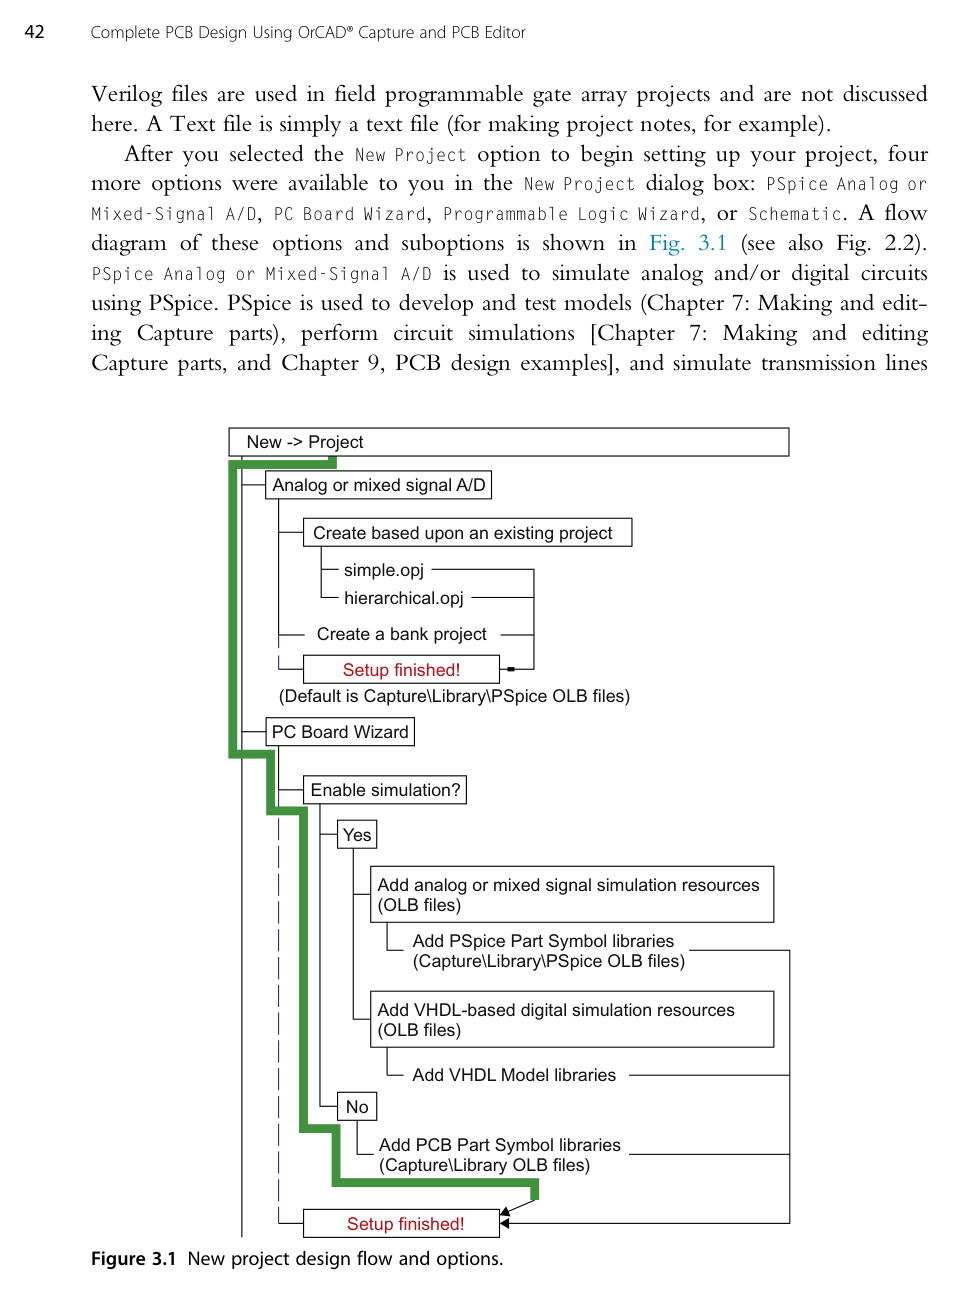 42 Complete PCB Design Using OrCAD® Capture and PCB Editor
Verilog files are used in field programmable gate array projects and are not discussed
here. A Text file is simply a text file (for making project notes, for example).
After you selected the New Project option to begin setting up your project, four
more options were available to you in the New Project dialog box: PSpice Analog or
Mixed-Signal A/D, PC Board Wizard, Programmable Logic Wizard, or Schematic. A flow
diagram of these options and suboptions is shown in Fig. 3.1 (see also Fig. 2.2).
PSpice Analog or Mixed-Signal A/D is used to simulate analog and/or digital circuits
using PSpice. PSpice is used to develop and test models (Chapter 7: Making and edit-
ing Capture parts), perform circuit simulations [Chapter 7: Making and editing
Capture parts, and Chapter 9, PCB design examples], and simulate transmission lines
New -> Project
Analog or mixed signal A/D
Create based upon an existing project
simple.opj
hierarchical.opj
Create a bank project
Setup finished!
(Default is Capture\Library\PSpice OLB files)
PC Board Wizard
Enable simulation?
Yes
Add analog or mixed signal simulation resources
(OLB files)
Add PSpice Part Symbol libraries
(Capture\Library\PSpice OLB files)
Add VHDL-based digital simulation resources
(OLB files)
Add VHDL Model libraries
No
Add PCB Part Symbol libraries
(Capture\Library OLB files)
Setup finished!
Figure 3.1 New project design flow and options.